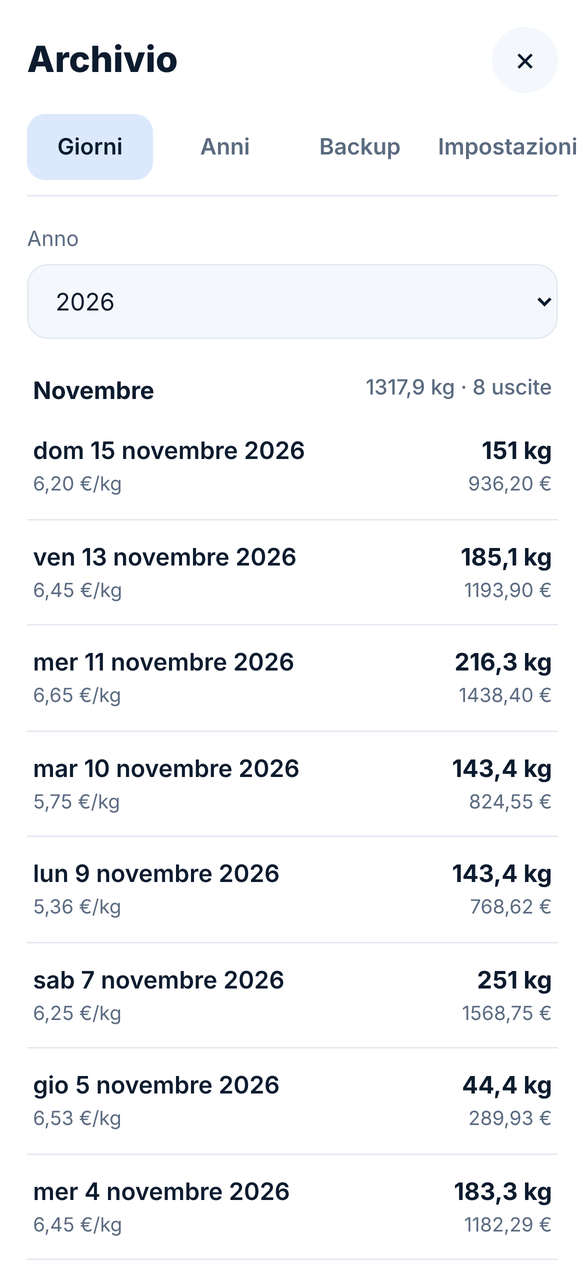 Archivio
×
Giorni Anni Backup Impostazioni
Anno
2026
Novembre 1317,9 kg · 8 uscite
dom 15 novembre 2026 151 kg
6,20 €/kg 936,20 €
ven 13 novembre 2026 185,1 kg
6,45 €/kg 1193,90 €
mer 11 novembre 2026 216,3 kg
6,65 €/kg 1438,40 €
mar 10 novembre 2026 143,4 kg
5,75 €/kg 824,55 €
lun 9 novembre 2026 143,4 kg
5,36 €/kg 768,62 €
sab 7 novembre 2026 251 kg
6,25 €/kg 1568,75 €
gio 5 novembre 2026 44,4 kg
6,53 €/kg 289,93 €
mer 4 novembre 2026 183,3 kg
6,45 €/kg 1182,29 €